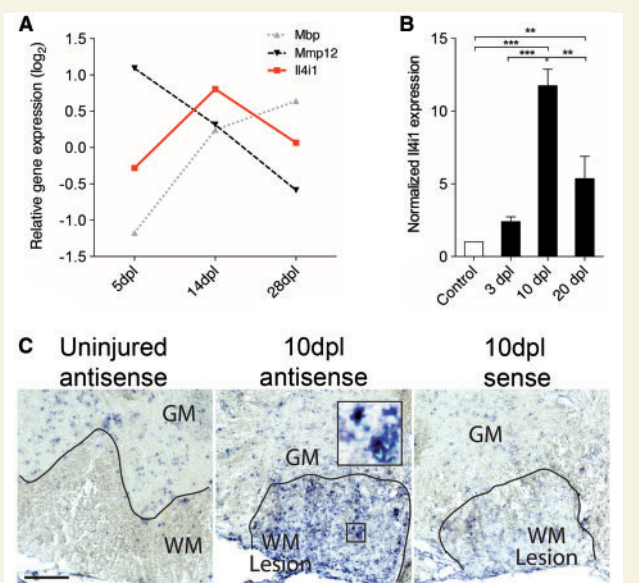 A
Relative gene expression (log2)
1.5
1.0
0.5
0.0
-0.5
-1.0
-1.5
Mbp
Mmp12
Il4i1
5dpl
14dpl
28dpl
B
Normalized Il4i1 expression
15
10
5
0
**
***
*** **
Control
3 dpl
10 dpl
20 dpl
C
Uninjured
antisense
10dpl
antisense
10dpl
sense
GM
WM
GM
WM
Lesion
GM
WM
Lesion